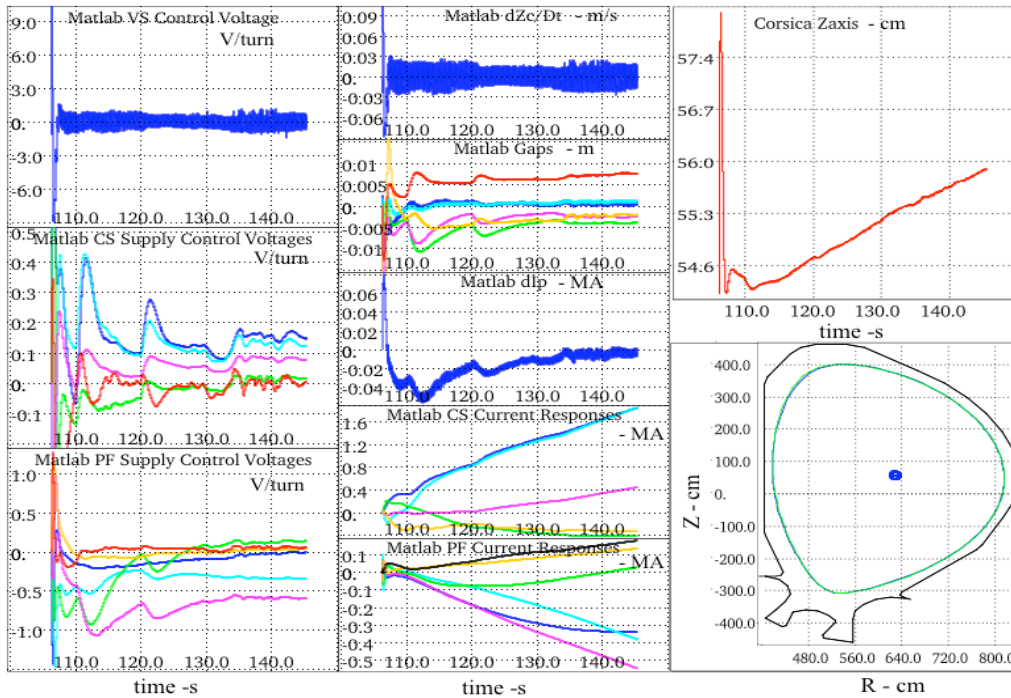 Matlab VS Control Voltage
V/turn
9.0
6.0
3.0
0.
-3.0
-6.0
110.0 120.0 130.0 140.0
Matlab CS Supply Control Voltages
V/turn
0.5
0.4
0.3
0.2
0.1
0.
-0.1
110.0 120.0 130.0 140.0
Matlab PF Supply Control Voltages
V/turn
1.0
0.5
0.
-0.5
-1.0
110.0 120.0 130.0 140.0
time -s
Matlab dZc/Dt - m/s
0.09
0.06
0.03
0.
-0.03
-0.06
110.0 120.0 130.0 140.0
Matlab Gaps - m
0.01
0.005
0.
-0.005
-0.01
110.0 120.0 130.0 140.0
Matlab dIp - MA
0.06
0.04
0.02
0.
-0.02
0.04
110.0 120.0 130.0 140.0
Matlab CS Current Responses
- MA
1.6
1.2
0.8
0.4
0.
110.0 120.0 130.0 140.0
Matlab PF Current Responses
- MA
0.1
0.
-0.1
-0.2
-0.3
-0.4
-0.5
110.0 120.0 130.0 140.0
time -s
Corsica Zaxis - cm
57.4
56.7
56.0
55.3
54.6
110.0 120.0 130.0 140.0
time -s
Z - cm
400.0
300.0
200.0
100.0
0.
-100.0
-200.0
-300.0
-400.0
480.0 560.0 640.0 720.0 800.0
R - cm